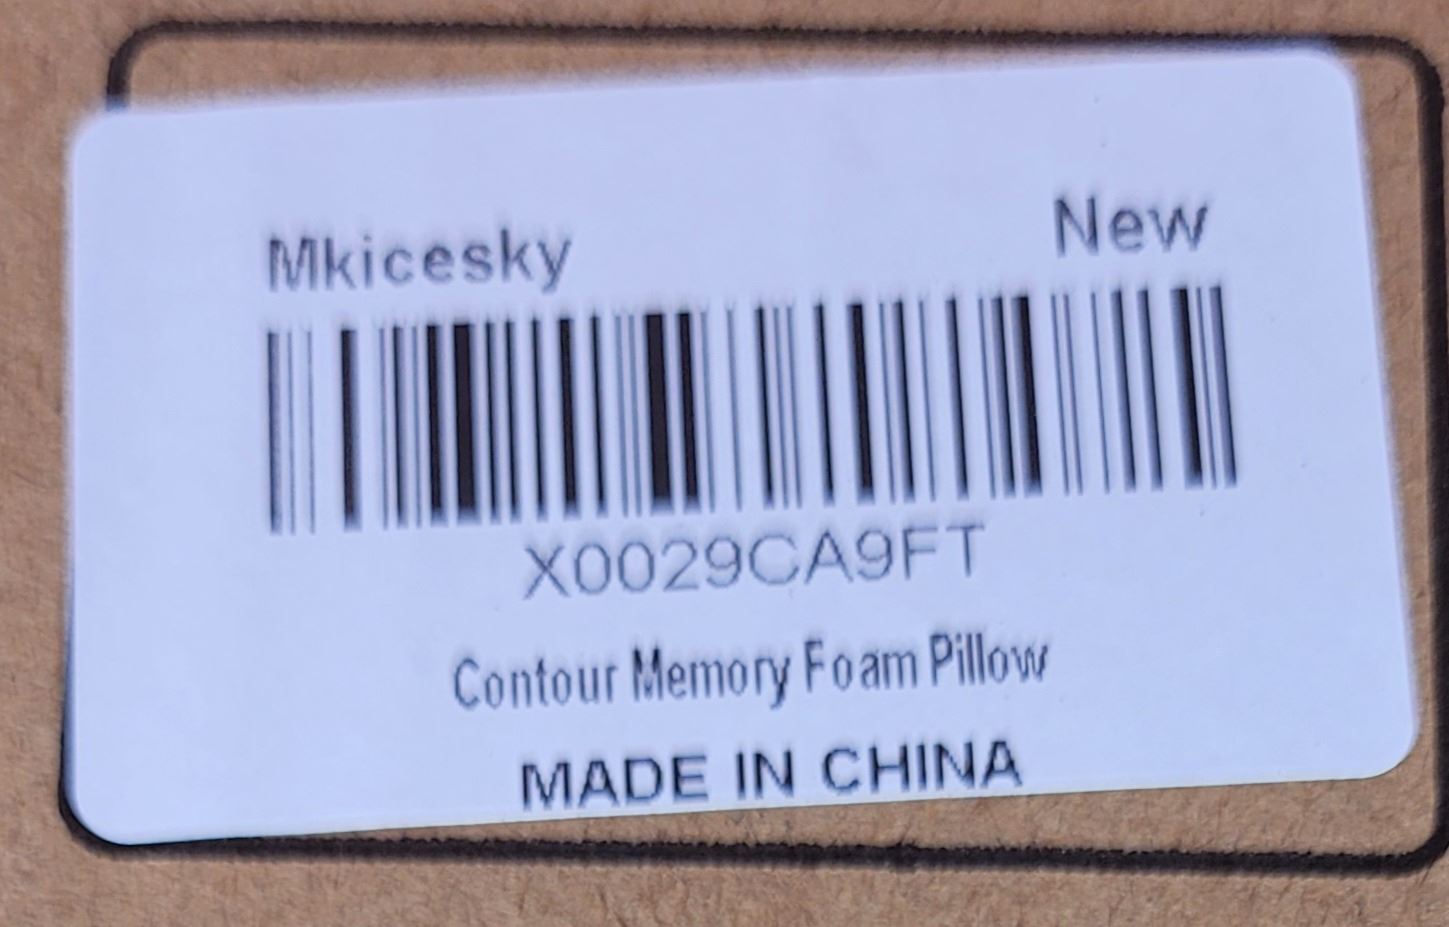 Mkicesky New
X0029CA9FT
Contour Memory Foam Pillow
MADE IN CHINA